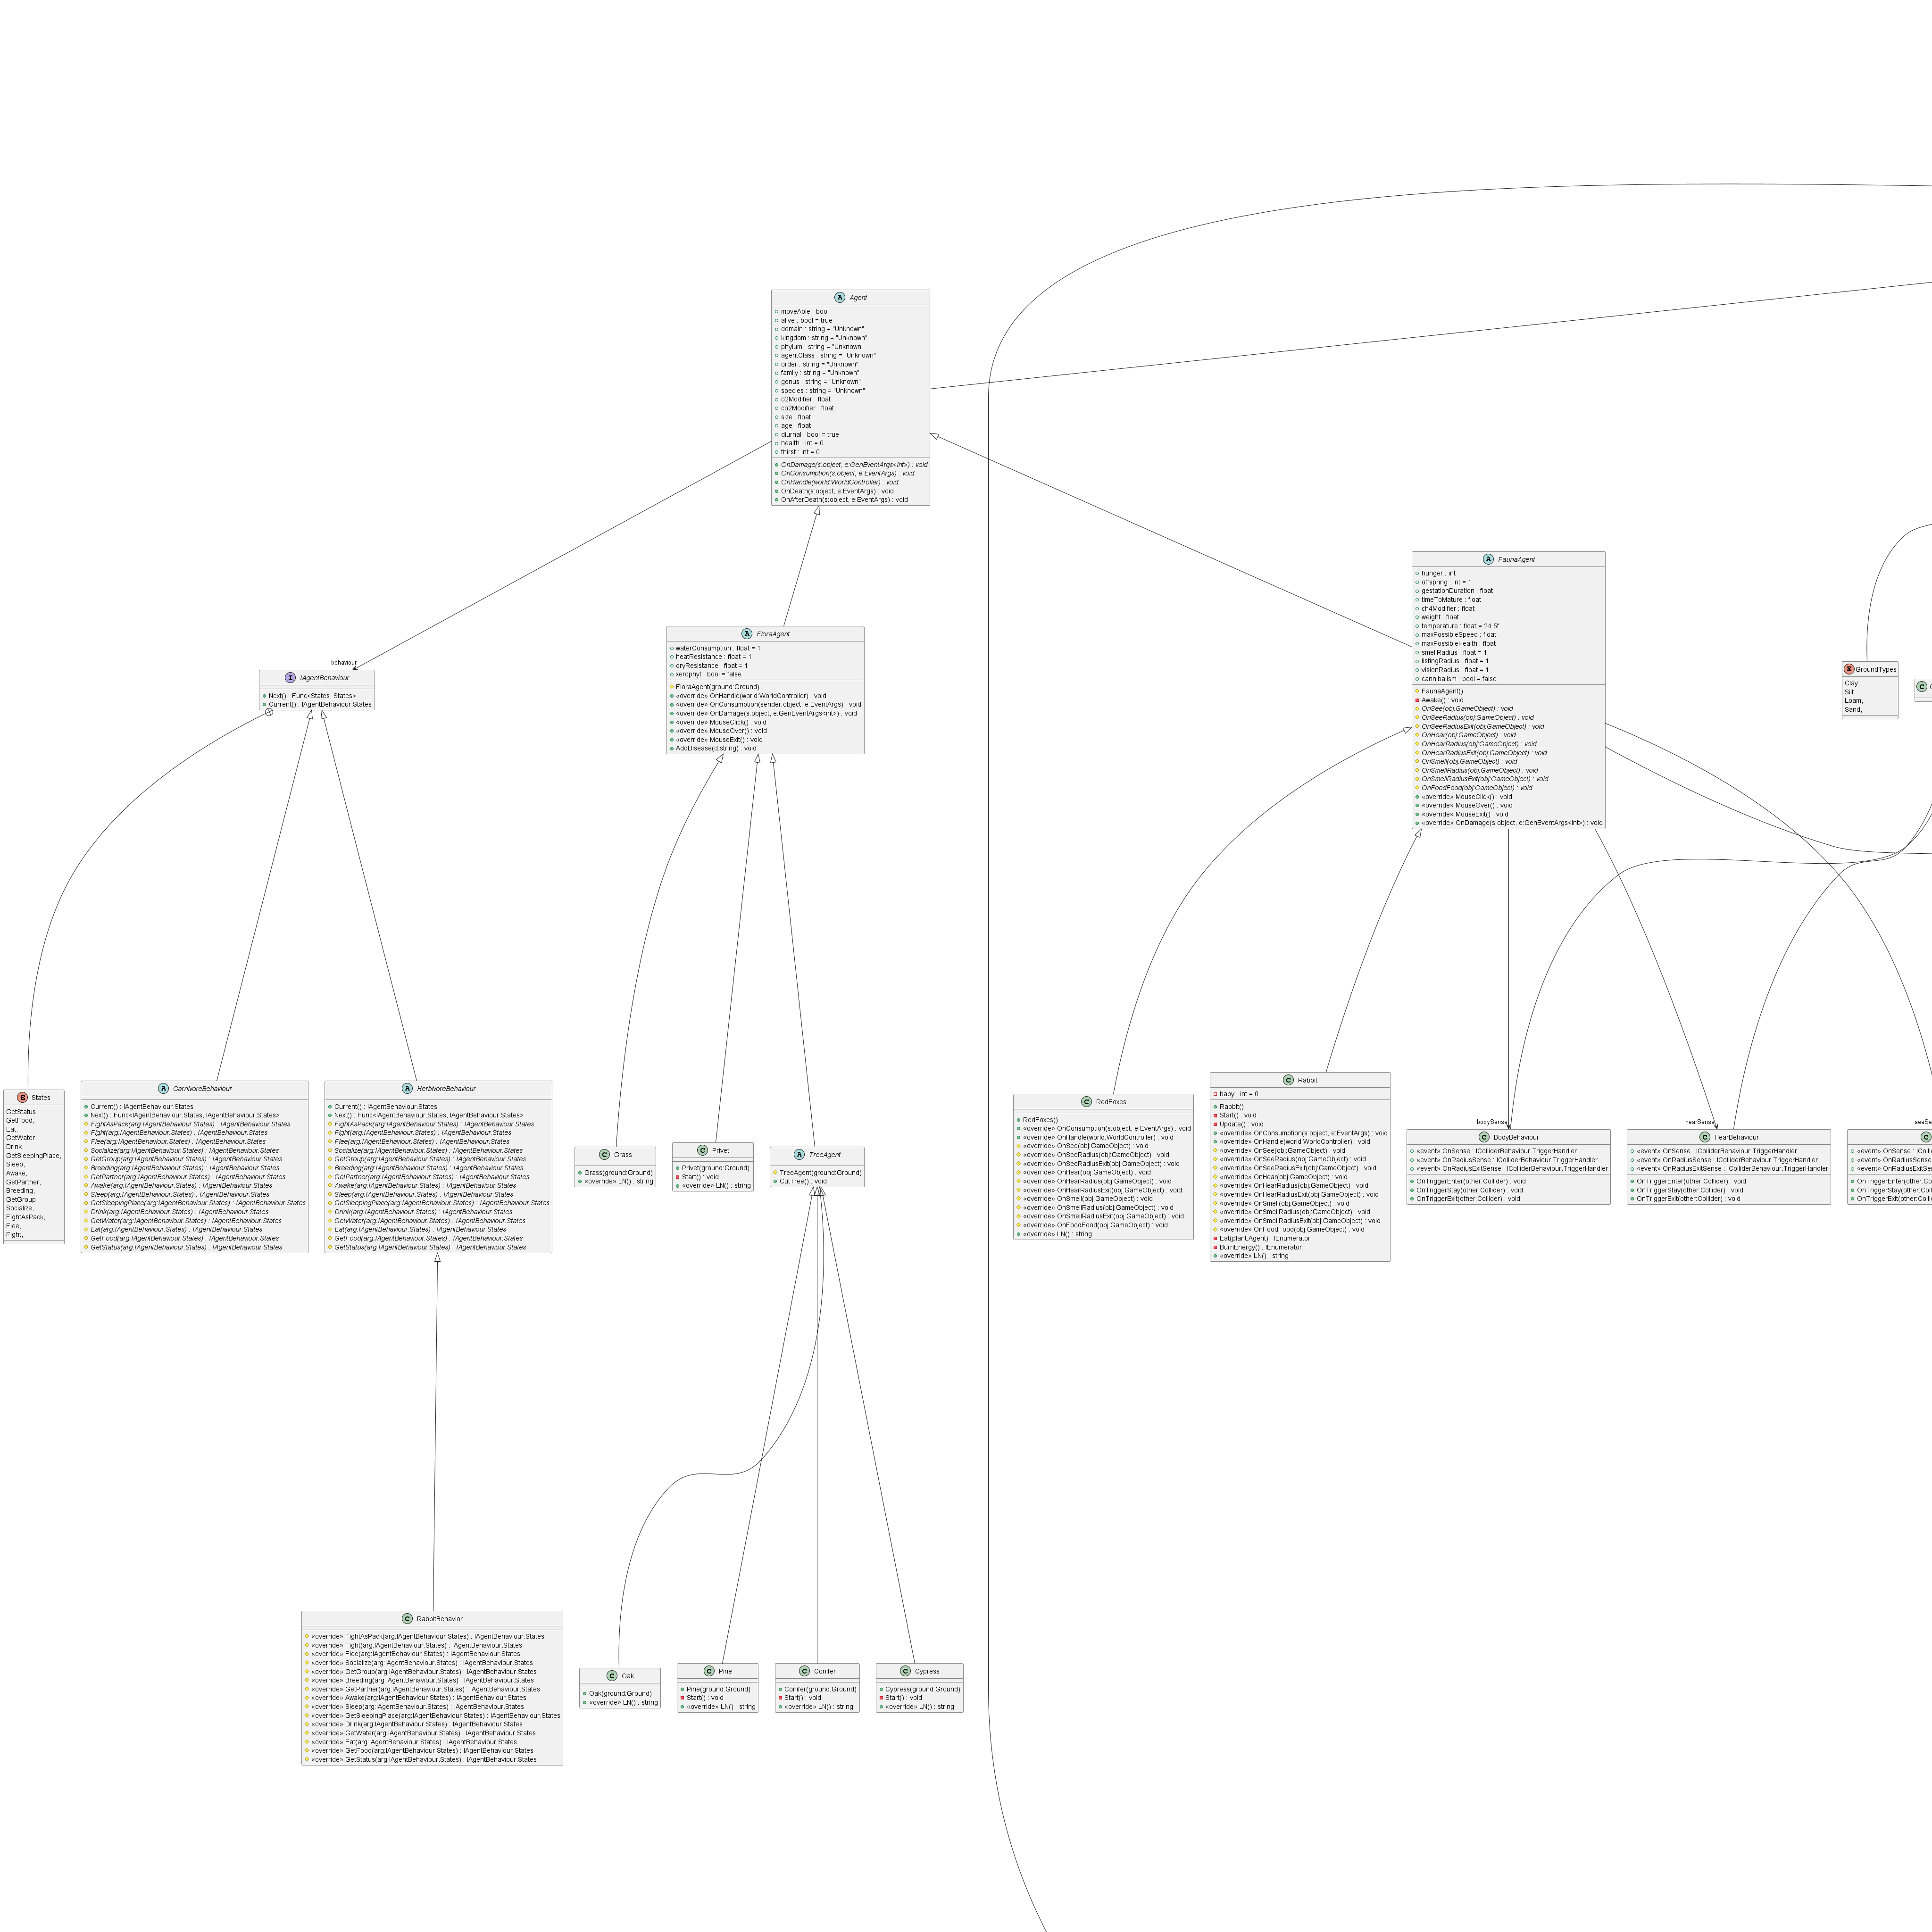 A Agent
moveAble : bool
alive : bool = true
domain : string = "Unknown"
kingdom : string = "Unknown"
phylum : string = "Unknown"
agentClass : string = "Unknown"
order : string = "Unknown"
family : string = "Unknown"
genus : string = "Unknown"
species : string = "Unknown"
o2Modifier : float
co2Modifier : float
size : float
age : float
diurnal : bool = true
health : int = 0
thirst : int = 0
OnDamage(s:object, e:GenEventArgs<int>) : void
OnConsumption(s:object, e:EventArgs) : void
OnHandle(world:WorldController) : void
OnDeath(s:object, e:EventArgs) : void
OnAfterDeath(s:object, e:EventArgs) : void
A FaunaAgent
hunger : int
offspring : int = 1
gestationDuration : float
timeToMature : float
ch4Modifier : float
weight : float
temperature : float = 24.5f
maxPossibleSpeed : float
maxPossibleHealth : float
smellRadius : float = 1
listingRadius : float = 1
visionRadius : float = 1
cannibalism : bool = false
FaunaAgent()
Awake() : void
OnSee(obj:GameObject) : void
OnSeeRadius(obj:GameObject) : void
OnSeeRadiusExit(obj:GameObject) : void
OnHear(obj:GameObject) : void
OnHearRadius(obj:GameObject) : void
OnHearRadiusExit(obj:GameObject) : void
OnSmell(obj:GameObject) : void
OnSmellRadius(obj:GameObject) : void
OnSmellRadiusExit(obj:GameObject) : void
OnFoodFood(obj:GameObject) : void
«override» MouseClick() : void
«override» MouseOver() : void
«override» MouseExit() : void
«override» OnDamage(s:object, e:GenEventArgs<int>) : void
A FloraAgent
waterConsumption : float = 1
heatResistance : float = 1
dryResistance : float = 1
xerophyt : bool = false
FloraAgent(ground:Ground)
«override» OnHandle(world:WorldController) : void
«override» OnConsumption(sender:object, e:EventArgs) : void
«override» OnDamage(s:object, e:GenEventArgs<int>) : void
«override» MouseClick() : void
«override» MouseOver() : void
«override» MouseExit() : void
AddDisease(d:string) : void
behaviour
I IAgentBehaviour
Next() : Func<States, States>
Current() : IAgentBehaviour.States
E GroundTypes
Clay,
Silt,
Loam,
Sand,
C
E States
GetStatus,
GetFood,
Eat,
GetWater,
Drink,
GetSleepingPlace,
Sleep,
Awake,
GetPartner,
Breeding,
GetGroup,
Socialize,
FightAsPack,
Flee,
Fight,
A CarnivoreBehaviour
Current() : IAgentBehaviour.States
Next() : Func<IAgentBehaviour.States, IAgentBehaviour.States>
FightAsPack(arg:IAgentBehaviour.States) : IAgentBehaviour.States
Fight(arg:IAgentBehaviour.States) : IAgentBehaviour.States
Flee(arg:IAgentBehaviour.States) : IAgentBehaviour.States
Socialize(arg:IAgentBehaviour.States) : IAgentBehaviour.States
GetGroup(arg:IAgentBehaviour.States) : IAgentBehaviour.States
Breeding(arg:IAgentBehaviour.States) : IAgentBehaviour.States
GetPartner(arg:IAgentBehaviour.States) : IAgentBehaviour.States
Awake(arg:IAgentBehaviour.States) : IAgentBehaviour.States
Sleep(arg:IAgentBehaviour.States) : IAgentBehaviour.States
GetSleepingPlace(arg:IAgentBehaviour.States) : IAgentBehaviour.States
Drink(arg:IAgentBehaviour.States) : IAgentBehaviour.States
GetWater(arg:IAgentBehaviour.States) : IAgentBehaviour.States
Eat(arg:IAgentBehaviour.States) : IAgentBehaviour.States
GetFood(arg:IAgentBehaviour.States) : IAgentBehaviour.States
GetStatus(arg:IAgentBehaviour.States) : IAgentBehaviour.States
A HerbivoreBehaviour
Current() : IAgentBehaviour.States
Next() : Func<IAgentBehaviour.States, IAgentBehaviour.States>
FightAsPack(arg:IAgentBehaviour.States) : IAgentBehaviour.States
Fight(arg:IAgentBehaviour.States) : IAgentBehaviour.States
Flee(arg:IAgentBehaviour.States) : IAgentBehaviour.States
Socialize(arg:IAgentBehaviour.States) : IAgentBehaviour.States
GetGroup(arg:IAgentBehaviour.States) : IAgentBehaviour.States
Breeding(arg:IAgentBehaviour.States) : IAgentBehaviour.States
GetPartner(arg:IAgentBehaviour.States) : IAgentBehaviour.States
Awake(arg:IAgentBehaviour.States) : IAgentBehaviour.States
Sleep(arg:IAgentBehaviour.States) : IAgentBehaviour.States
GetSleepingPlace(arg:IAgentBehaviour.States) : IAgentBehaviour.States
Drink(arg:IAgentBehaviour.States) : IAgentBehaviour.States
GetWater(arg:IAgentBehaviour.States) : IAgentBehaviour.States
Eat(arg:IAgentBehaviour.States) : IAgentBehaviour.States
GetFood(arg:IAgentBehaviour.States) : IAgentBehaviour.States
GetStatus(arg:IAgentBehaviour.States) : IAgentBehaviour.States
C Grass
Grass(ground:Ground)
«override» LN() : string
C Privet
Privet(ground:Ground)
Start() : void
«override» LN() : string
A TreeAgent
TreeAgent(ground:Ground)
CutTree() : void
C RedFoxes
RedFoxes()
«override» OnConsumption(s:object, e:EventArgs) : void
«override» OnHandle(world:WorldController) : void
«override» OnSee(obj:GameObject) : void
«override» OnSeeRadius(obj:GameObject) : void
«override» OnSeeRadiusExit(obj:GameObject) : void
«override» OnHear(obj:GameObject) : void
«override» OnHearRadius(obj:GameObject) : void
«override» OnHearRadiusExit(obj:GameObject) : void
«override» OnSmell(obj:GameObject) : void
«override» OnSmellRadius(obj:GameObject) : void
«override» OnSmellRadiusExit(obj:GameObject) : void
«override» OnFoodFood(obj:GameObject) : void
«override» LN() : string
C Rabbit
baby : int = 0
Rabbit()
Start() : void
Update() : void
«override» OnConsumption(s:object, e:EventArgs) : void
«override» OnHandle(world:WorldController) : void
«override» OnSee(obj:GameObject) : void
«override» OnSeeRadius(obj:GameObject) : void
«override» OnSeeRadiusExit(obj:GameObject) : void
«override» OnHear(obj:GameObject) : void
«override» OnHearRadius(obj:GameObject) : void
«override» OnHearRadiusExit(obj:GameObject) : void
«override» OnSmell(obj:GameObject) : void
«override» OnSmellRadius(obj:GameObject) : void
«override» OnSmellRadiusExit(obj:GameObject) : void
«override» OnFoodFood(obj:GameObject) : void
Eat(plant:Agent) : IEnumerator
BurnEnergy() : IEnumerator
«override» LN() : string
bodySense
C BodyBehaviour
«event» OnSense : IColliderBehaviour.TriggerHandler
«event» OnRadiusSense : IColliderBehaviour.TriggerHandler
«event» OnRadiusExitSense : IColliderBehaviour.TriggerHandler
OnTriggerEnter(other:Collider) : void
OnTriggerStay(other:Collider) : void
OnTriggerExit(other:Collider) : void
hearSense
C HearBehaviour
«event» OnSense : IColliderBehaviour.TriggerHandler
«event» OnRadiusSense : IColliderBehaviour.TriggerHandler
«event» OnRadiusExitSense : IColliderBehaviour.TriggerHandler
OnTriggerEnter(other:Collider) : void
OnTriggerStay(other:Collider) : void
OnTriggerExit(other:Collider) : void
seeSe
C
«event» OnSense : IColli
«event» OnRadiusSense
«event» OnRadiusExitSen
OnTriggerEnter(other:Co
OnTriggerStay(other:Coll
OnTriggerExit(other:Colli
C RabbitBehavior
«override» FightAsPack(arg:IAgentBehaviour.States) : IAgentBehaviour.States
«override» Fight(arg:IAgentBehaviour.States) : IAgentBehaviour.States
«override» Flee(arg:IAgentBehaviour.States) : IAgentBehaviour.States
«override» Socialize(arg:IAgentBehaviour.States) : IAgentBehaviour.States
«override» GetGroup(arg:IAgentBehaviour.States) : IAgentBehaviour.States
«override» Breeding(arg:IAgentBehaviour.States) : IAgentBehaviour.States
«override» GetPartner(arg:IAgentBehaviour.States) : IAgentBehaviour.States
«override» Awake(arg:IAgentBehaviour.States) : IAgentBehaviour.States
«override» Sleep(arg:IAgentBehaviour.States) : IAgentBehaviour.States
«override» GetSleepingPlace(arg:IAgentBehaviour.States) : IAgentBehaviour.States
«override» Drink(arg:IAgentBehaviour.States) : IAgentBehaviour.States
«override» GetWater(arg:IAgentBehaviour.States) : IAgentBehaviour.States
«override» Eat(arg:IAgentBehaviour.States) : IAgentBehaviour.States
«override» GetFood(arg:IAgentBehaviour.States) : IAgentBehaviour.States
«override» GetStatus(arg:IAgentBehaviour.States) : IAgentBehaviour.States
C Oak
Oak(ground:Ground)
«override» LN() : string
C Pine
Pine(ground:Ground)
Start() : void
«override» LN() : string
C Conifer
Conifer(ground:Ground)
Start() : void
«override» LN() : string
C Cypress
Cypress(ground:Ground)
Start() : void
«override» LN() : string